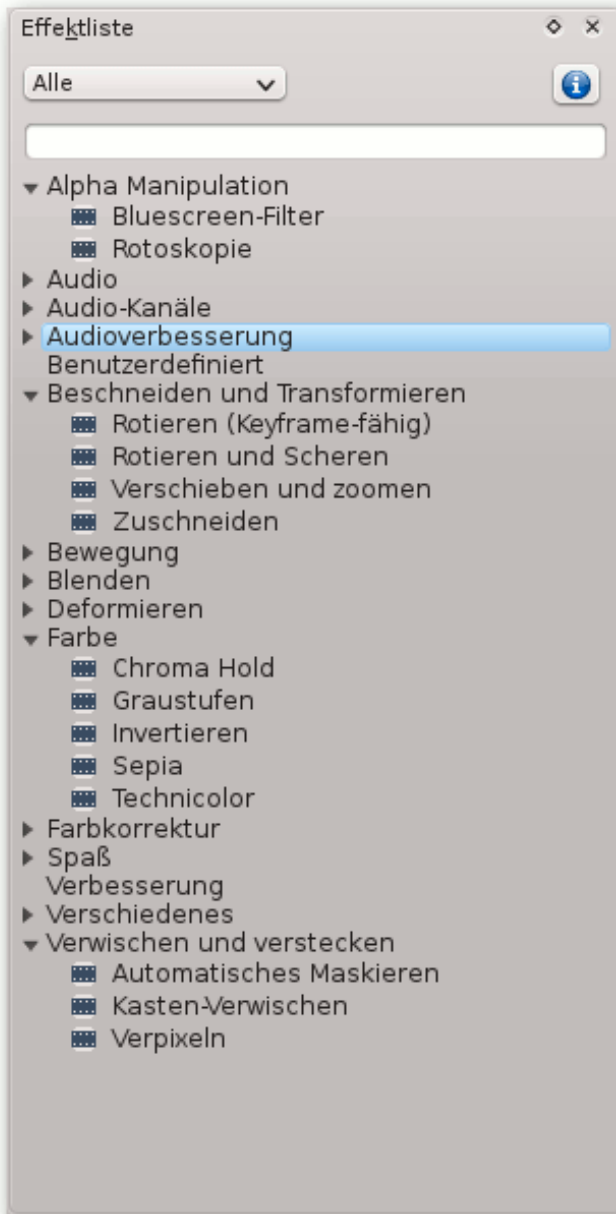 Effektliste
Alle
Alpha Manipulation
Bluescreen-Filter
Rotoskopie
Audio
Audio-Kanäle
Audioverbesserung
Benutzerdefiniert
Beschneiden und Transformieren
Rotieren (Keyframe-fähig)
Rotieren und Scheren
Verschieben und zoomen
Zuschneiden
Bewegung
Blenden
Deformieren
Farbe
Chroma Hold
Graustufen
Invertieren
Sepia
Technicolor
Farbkorrektur
Spaß
Verbesserung
Verschiedenes
Verwischen und verstecken
Automatisches Maskieren
Kasten-Verwischen
Verpixeln